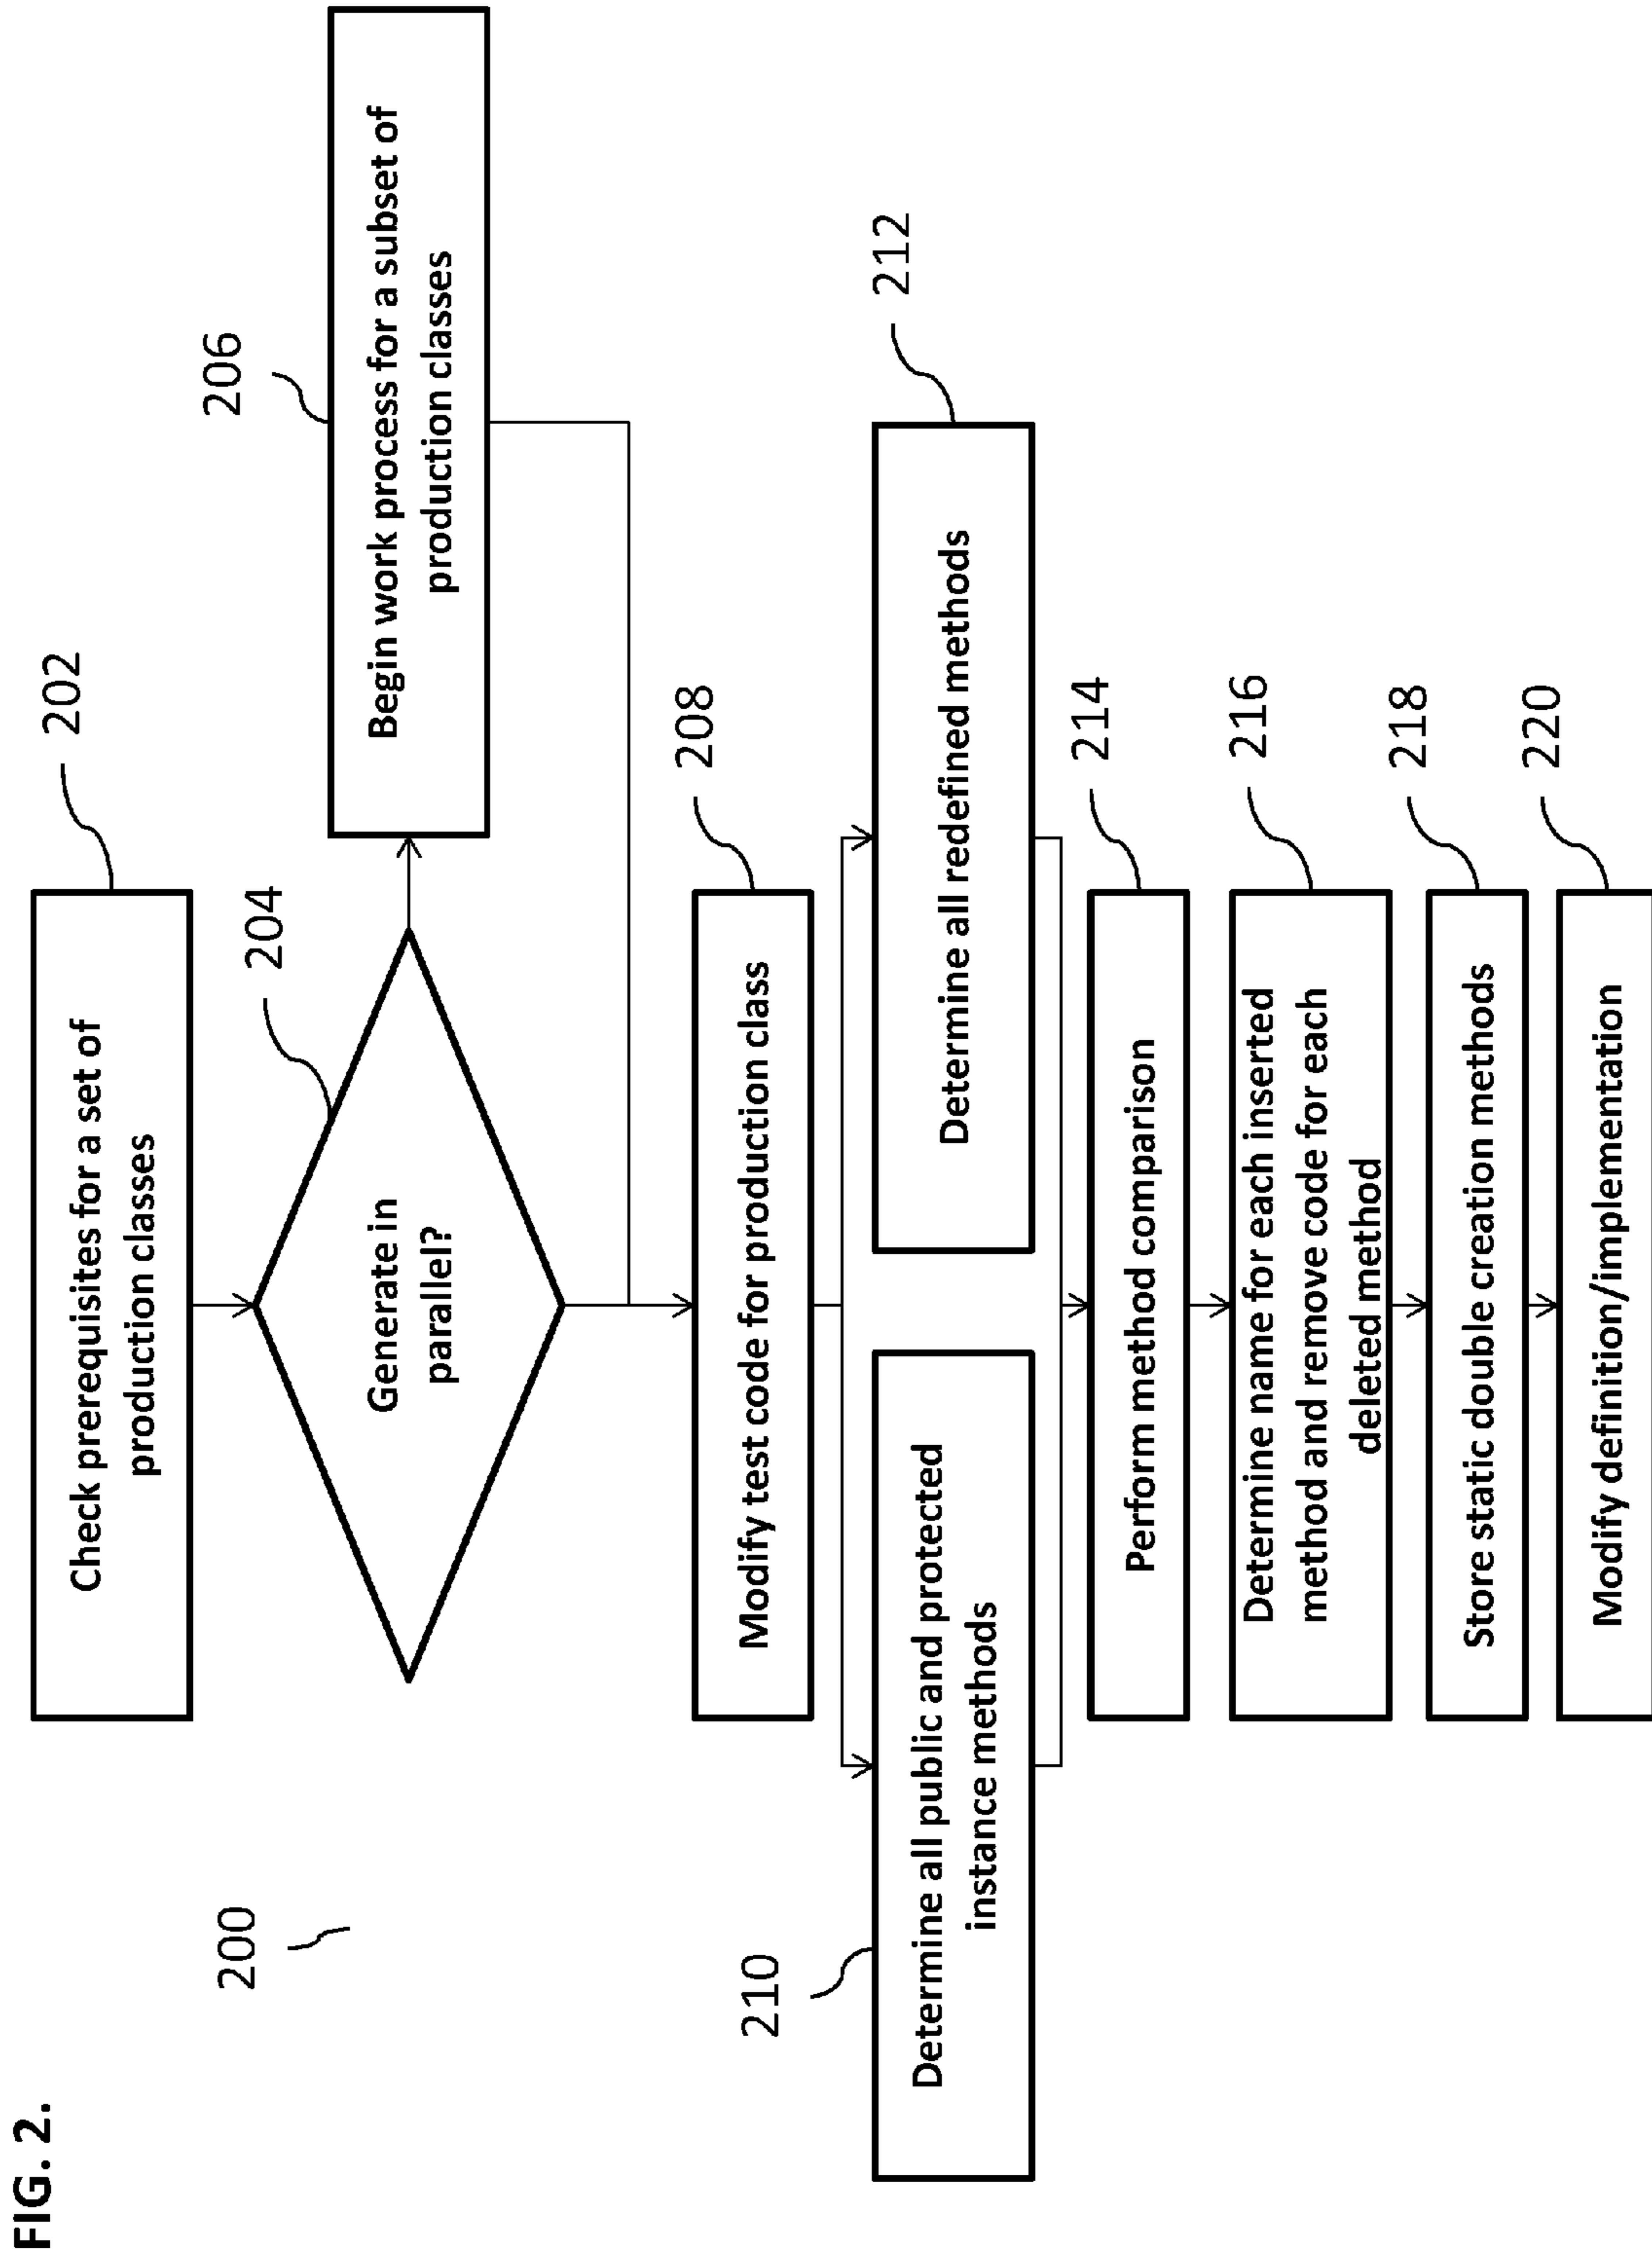 FIG. 2.
200
202
Check prerequisites for a set of
production classes
204
Generate in
parallel?
206
Begin work process for a subset of
production classes
208
Modify test code for production class
210
Determine all public and protected
instance methods
212
Determine all redefined methods
214
Perform method comparison
216
Determine name for each inserted
method and remove code for each
deleted method
218
Store static double creation methods
220
Modify definition/implementation